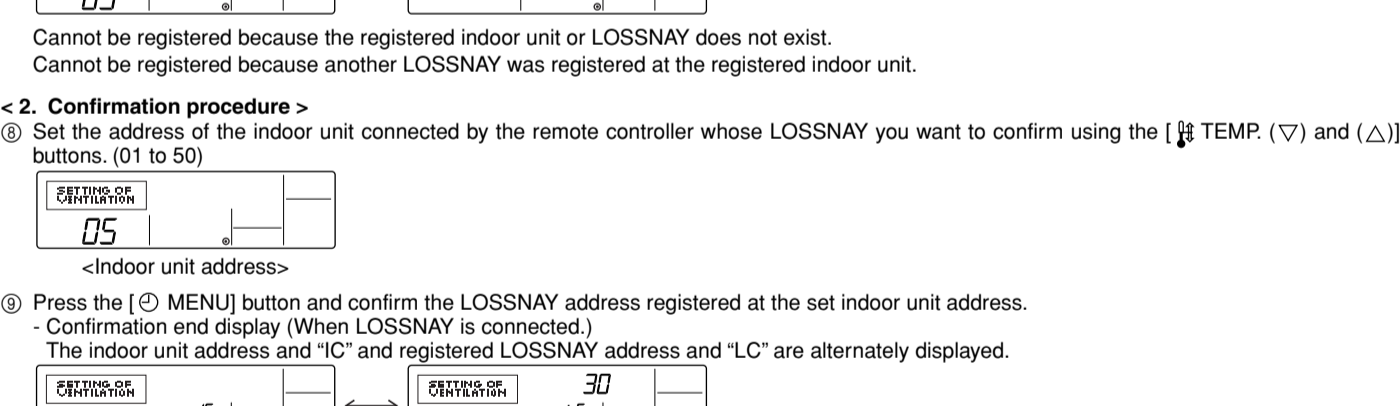 Cannot be registered because the registered indoor unit or LOSSNAY does not exist.
Cannot be registered because another LOSSNAY was registered at the registered indoor unit.
< 2. Confirmation procedure >
⑧ Set the address of the indoor unit connected by the remote controller whose LOSSNAY you want to confirm using the [ TEMP. (▽) and (△)]
buttons. (01 to 50)
SETTING OF
VENTILATION
05
<Indoor unit address>
⑨ Press the [ MENU] button and confirm the LOSSNAY address registered at the set indoor unit address.
- Confirmation end display (When LOSSNAY is connected.)
The indoor unit address and “IC” and registered LOSSNAY address and “LC” are alternately displayed.
SETTING OF
VENTILATION
SETTING OF
VENTILATION
30